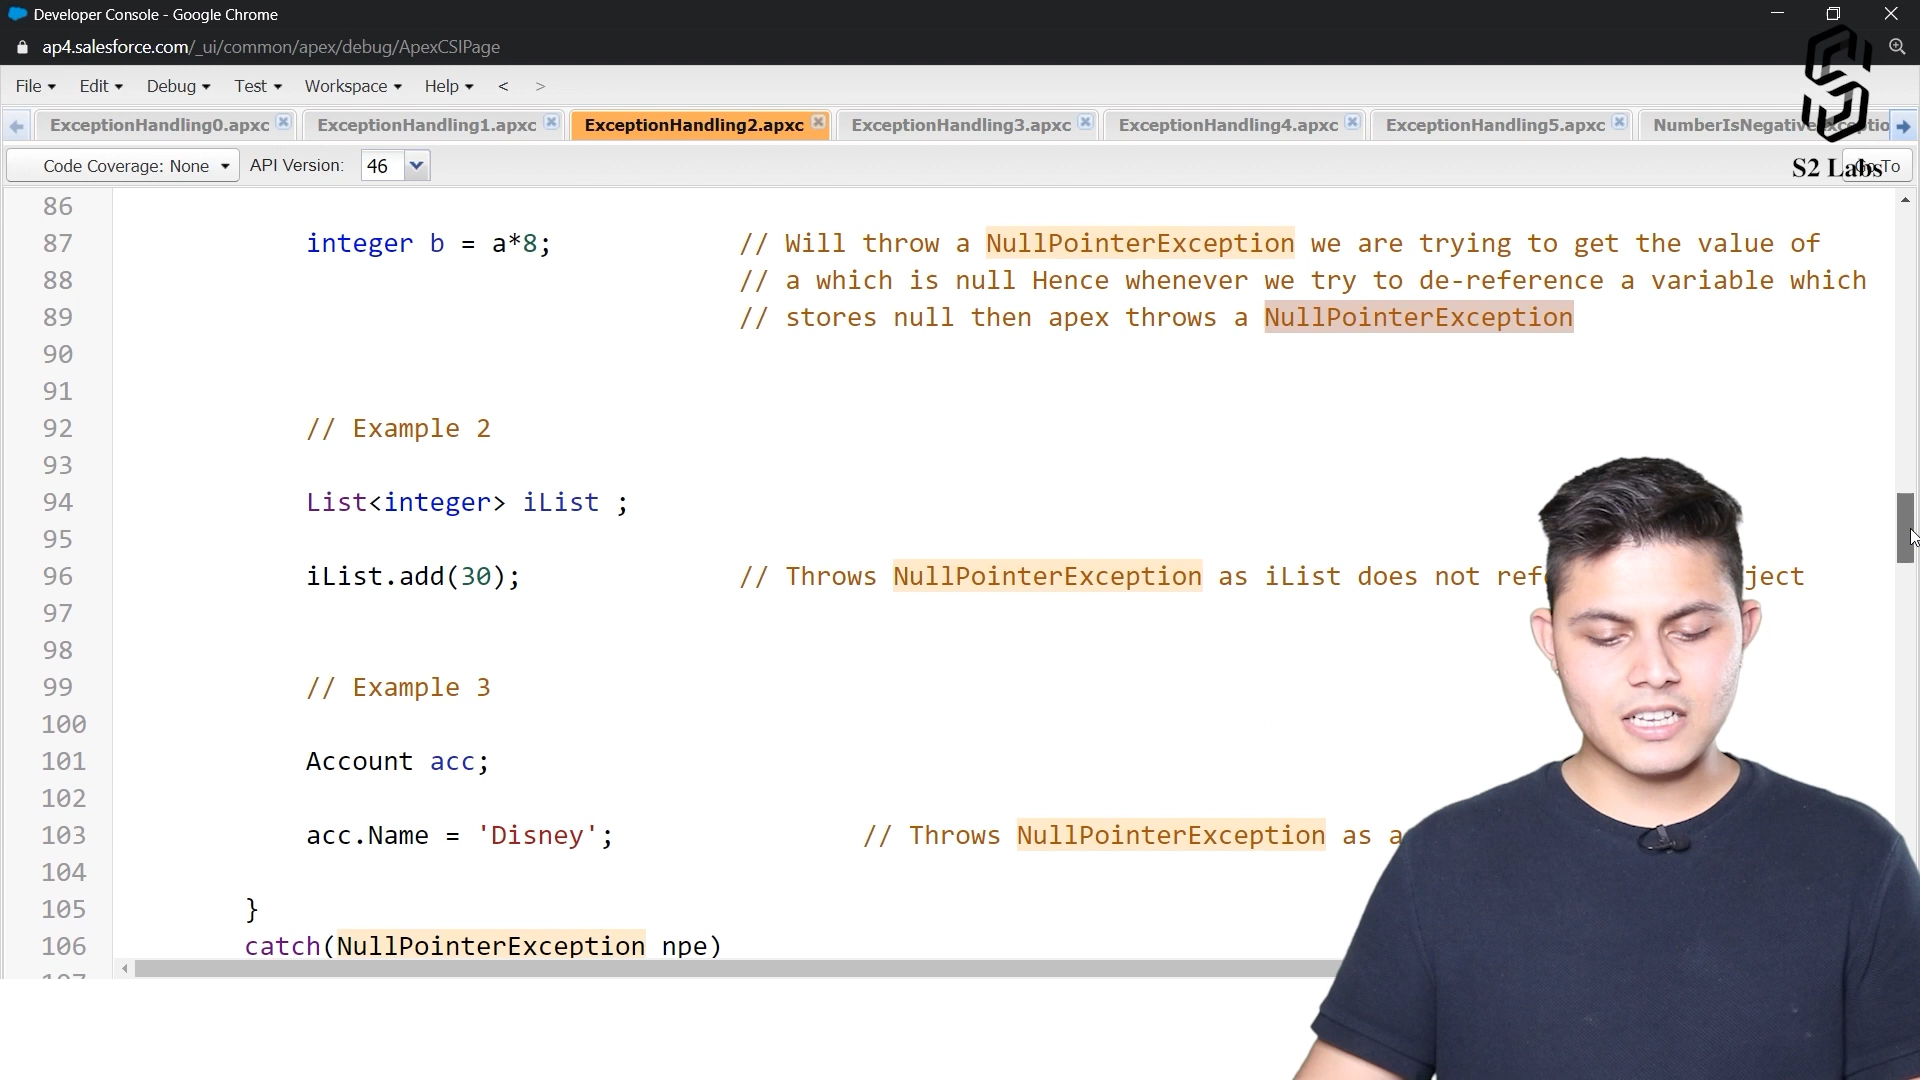 Developer Console - Google Chrome
ap4.salesforce.com/_ui/common/apex/debug/ApexCSIPage
File Edit Debug Test Workspace Help < >
ExceptionHandling0.apxc ExceptionHandling1.apxc ExceptionHandling2.apxc ExceptionHandling3.apxc ExceptionHandling4.apxc ExceptionHandling5.apxc
Code Coverage: None API Version: 46 To
S2 Labs
86
87 integer b = a*8; // Will throw a NullPointerException we are trying to get the value of
88 // a which is null Hence whenever we try to de-reference a variable which
89 // stores null then apex throws a NullPointerException
90
91
92 // Example 2
93
94 List<integer> iList ;
95
96 iList.add(30); // Throws NullPointerException as iList does not
97
98
99 // Example 3
100
101 Account acc;
102
103 acc.Name = 'Disney'; // Throws NullPointerException as
104
105 }
106 catch(NullPointerException npe)